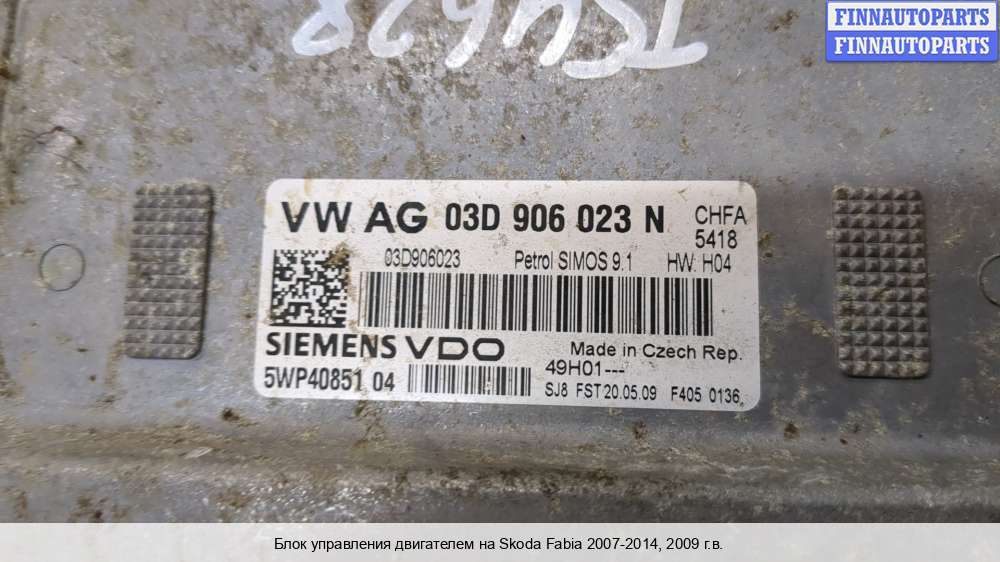 TSU628
FINNAUTOPARTS
FINNAUTOPARTS
VW AG 03D 906 023 N CHFA
5418
03D906023 Petrol SIMOS 9.1 HW: H04
SIEMENS VDO Made in Czech Rep.
5WP40851 04 49H01---
SJ8 FST 20.05.09 F405 0136
Блок управления двигателем на Skoda Fabia 2007-2014, 2009 г.в.